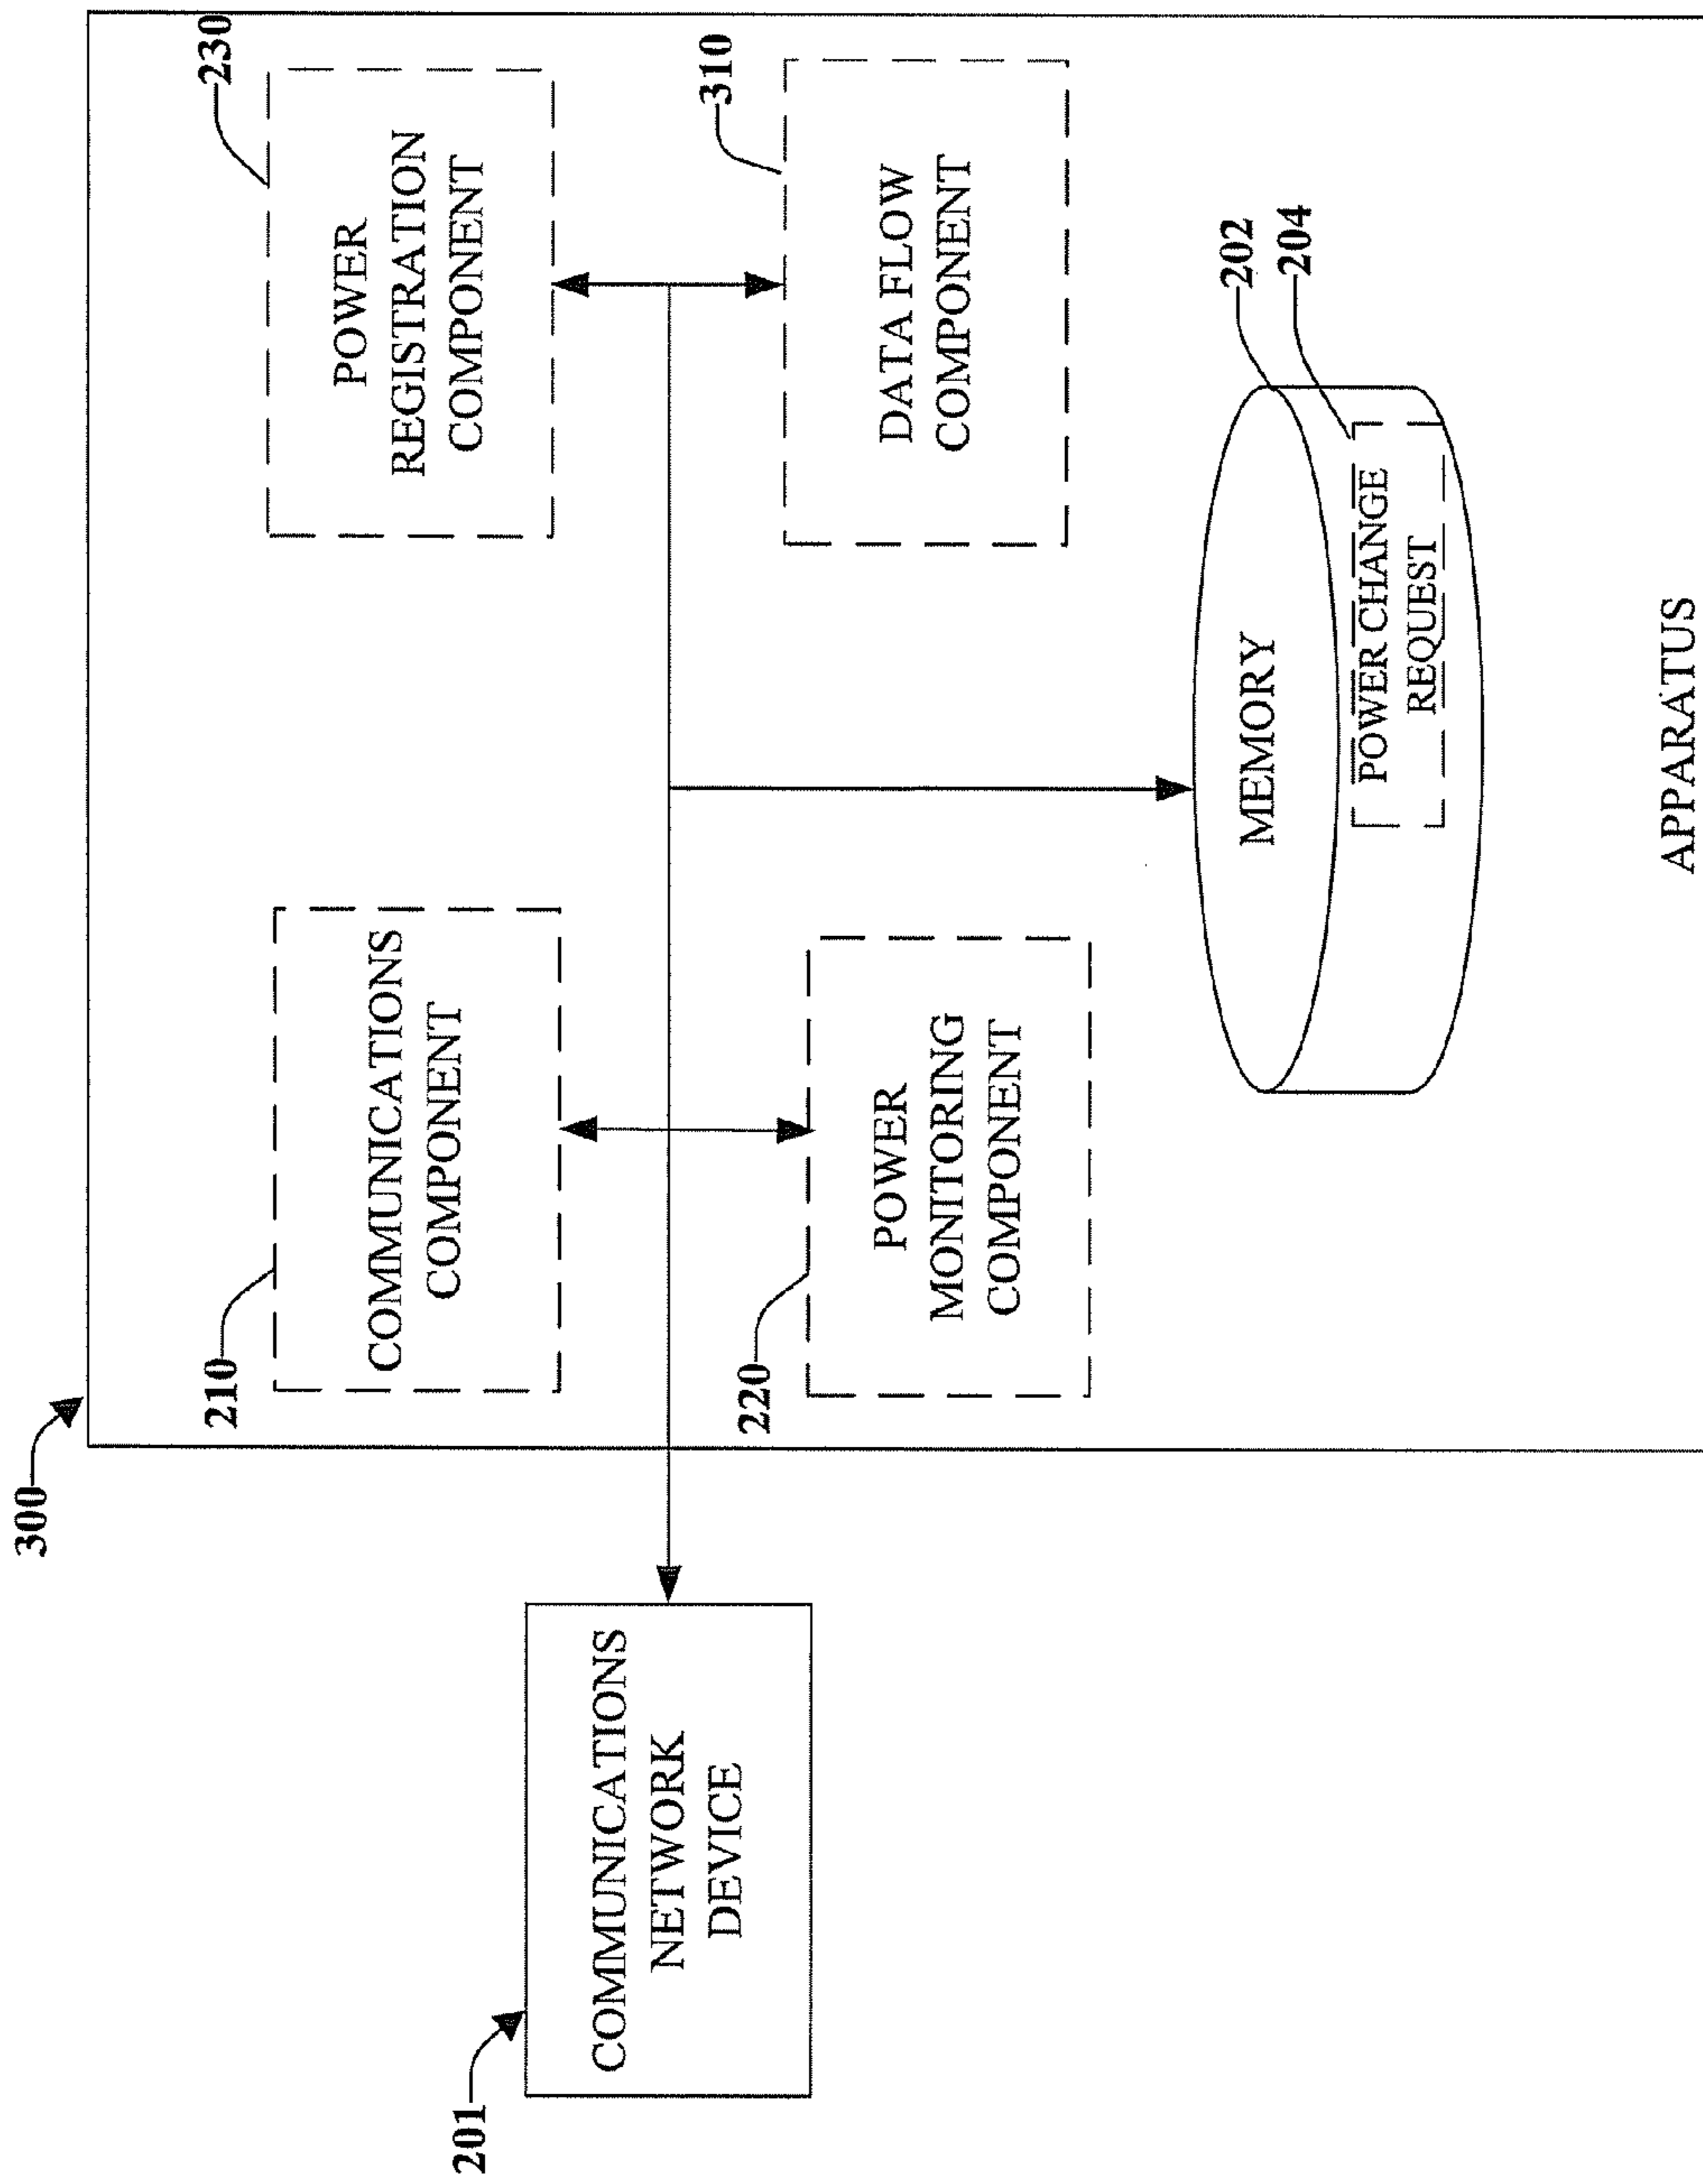 300
201
COMMUNICATIONS
NETWORK
DEVICE
210
COMMUNICATIONS
COMPONENT
230
POWER
REGISTRATION
COMPONENT
220
POWER
MONITORING
COMPONENT
310
DATA FLOW
COMPONENT
MEMORY
202
204
POWER CHANGE
REQUEST
APPARATUS